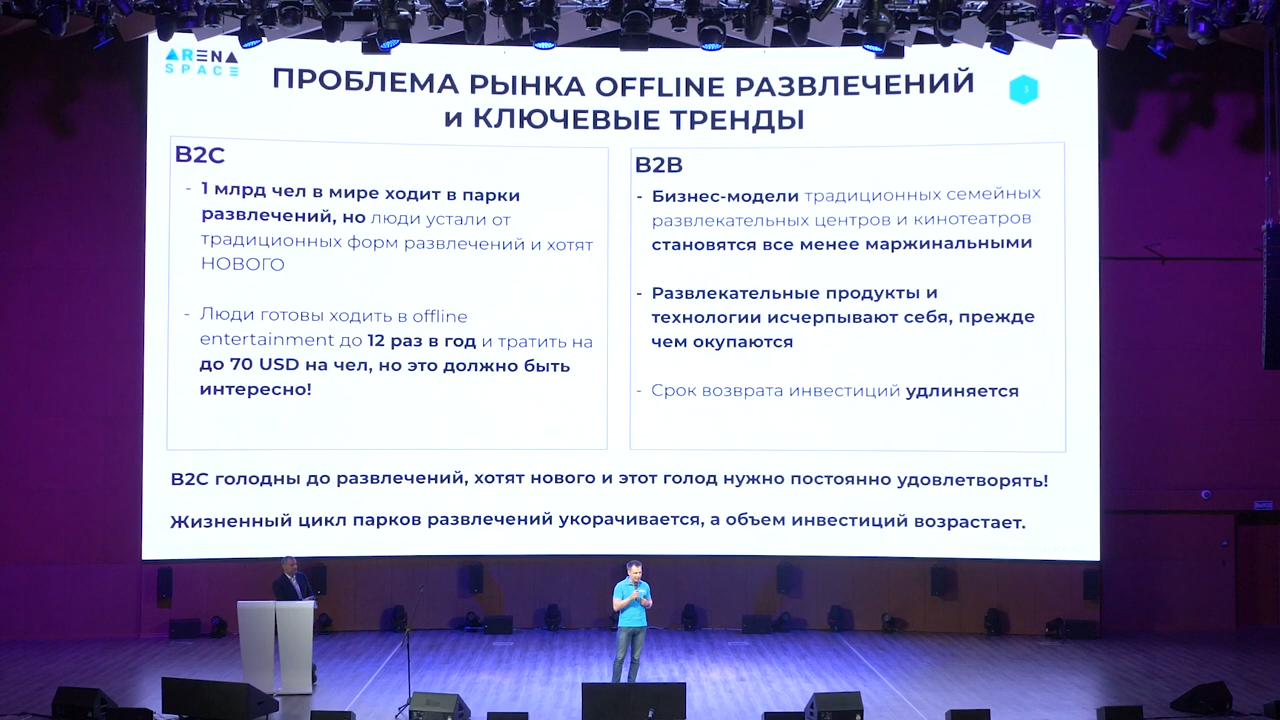 ARENA
SPACE
ПРОБЛЕМА РЫНКА OFFLINE РАЗВЛЕЧЕНИЙ
и КЛЮЧЕВЫЕ ТРЕНДЫ
3
B2C
- 1 млрд чел в мире ходит в парки
развлечений, но люди устали от
традиционных форм развлечений и хотят
НОВОГО
- Люди готовы ходить в offline
entertainment до 12 раз в год и тратить на
до 70 USD на чел, но это должно быть
интересно!
B2B
- Бизнес-модели традиционных семейных
развлекательных центров и кинотеатров
становятся все менее маржинальными
- Развлекательные продукты и
технологии исчерпывают себя, прежде
чем окупаются
- Срок возврата инвестиций удлиняется
B2C голодны до развлечений, хотят нового и этот голод нужно постоянно удовлетворять!
Жизненный цикл парков развлечений укорачивается, а объем инвестиций возрастает.